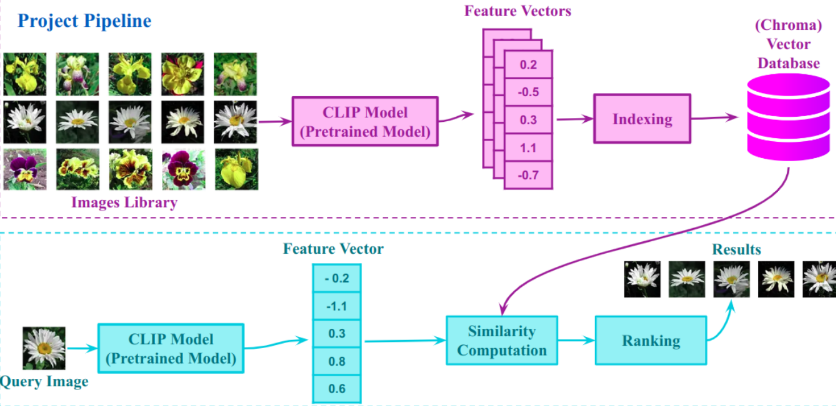 Project Pipeline
Feature Vectors
(Chroma)
Vector
Database
0.2
-0.5
0.3
1.1
-0.7
CLIP Model
(Pretrained Model)
Indexing
Images Library
Feature Vector
Results
- 0.2
-1.1
0.3
0.8
0.6
CLIP Model
(Pretrained Model)
Similarity
Computation
Ranking
Query Image